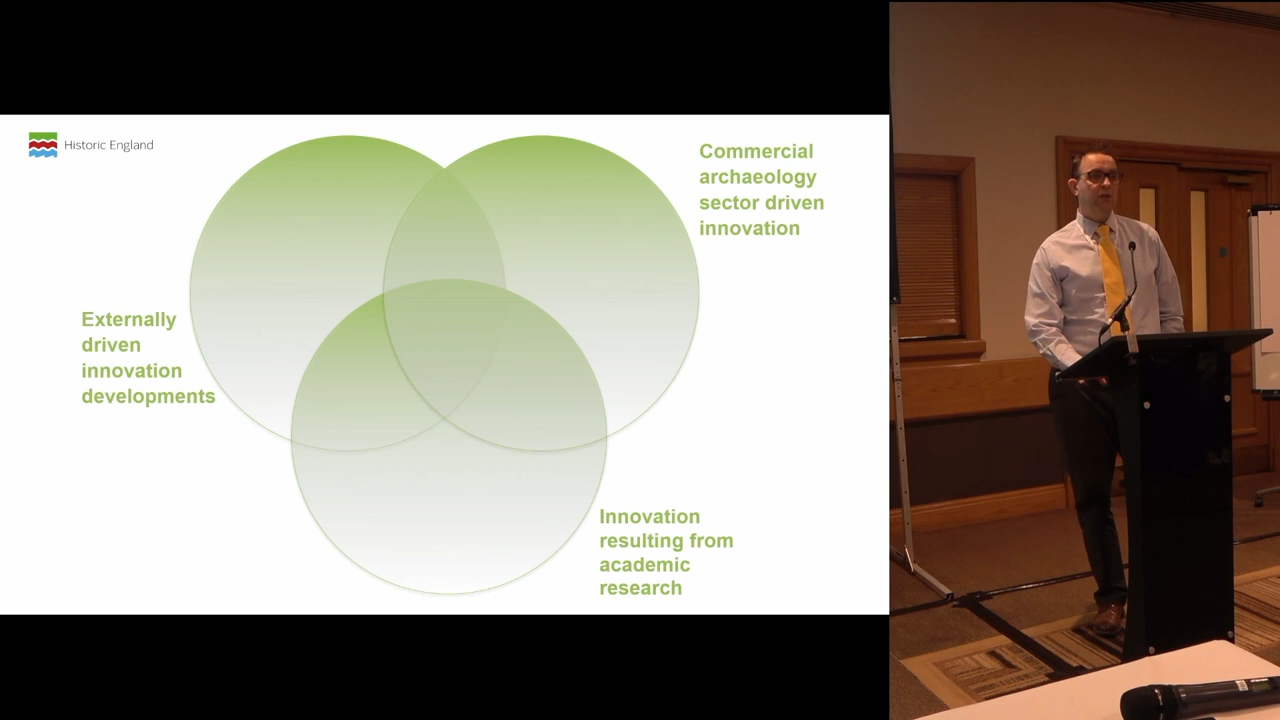 Historic England
Commercial
archaeology
sector driven
innovation
Externally
driven
innovation
developments
Innovation
resulting from
academic
research